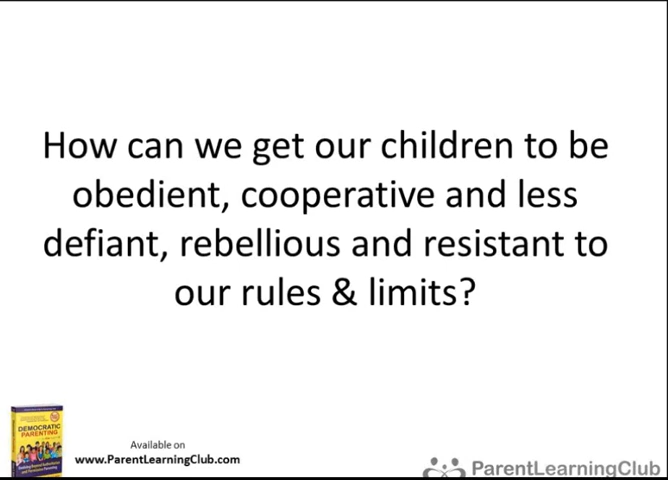 How can we get our children to be
obedient, cooperative and less
defiant, rebellious and resistant to
our rules & limits?
DEMOCRATIC
PARENTING
Available on
www.ParentLearningClub.com
ParentLearningClub